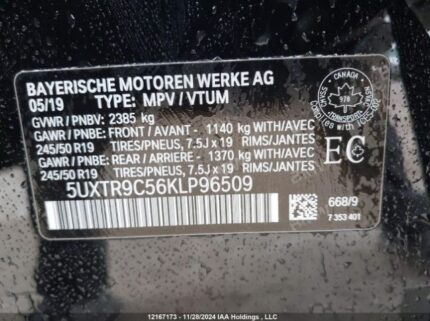 BAYERISCHE MOTOREN WERKE AG
05/19 TYPE: MPV / VTUM
GVWR / PNBV: 2385 kg
GAWR / PNBE: FRONT / AVANT - 1140 kg WITH/AVEC
245/50 R19 TIRES/PNEUS, 7.5J x 19 RIMS/JANTES
GAWR / PNBE: REAR / ARRIERE - 1370 kg WITH/AVEC
245/50 R19 TIRES/PNEUS, 7.5J x 19 RIMS/JANTES
CANADA
978
TRANSPORT
EC
5UXTR9C56KLP96509
668/9
7 353 401
12167173 - 11/28/2024 IAA Holdings , LLC